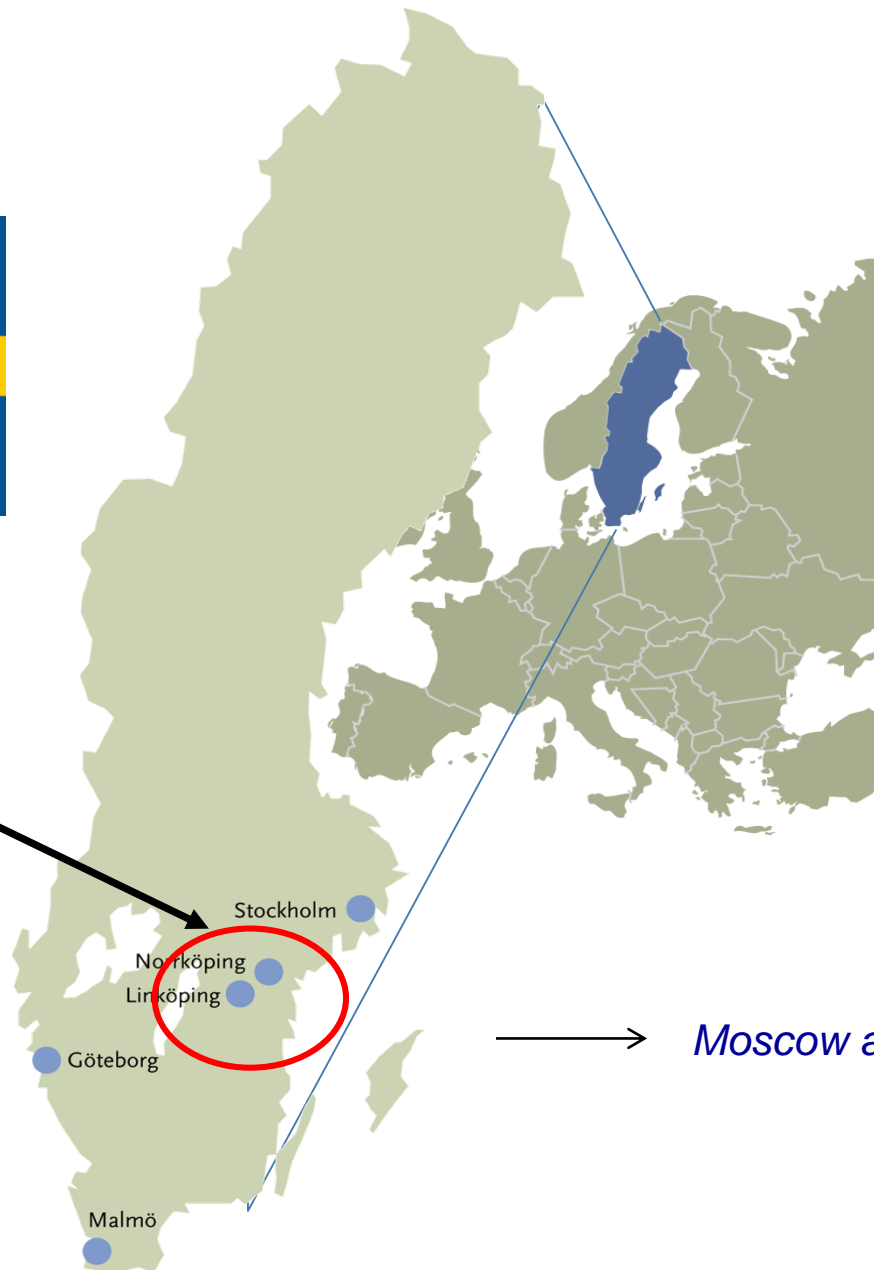 Stockholm
Norrköping
Linköping
Göteborg
Moscow a
Malmö